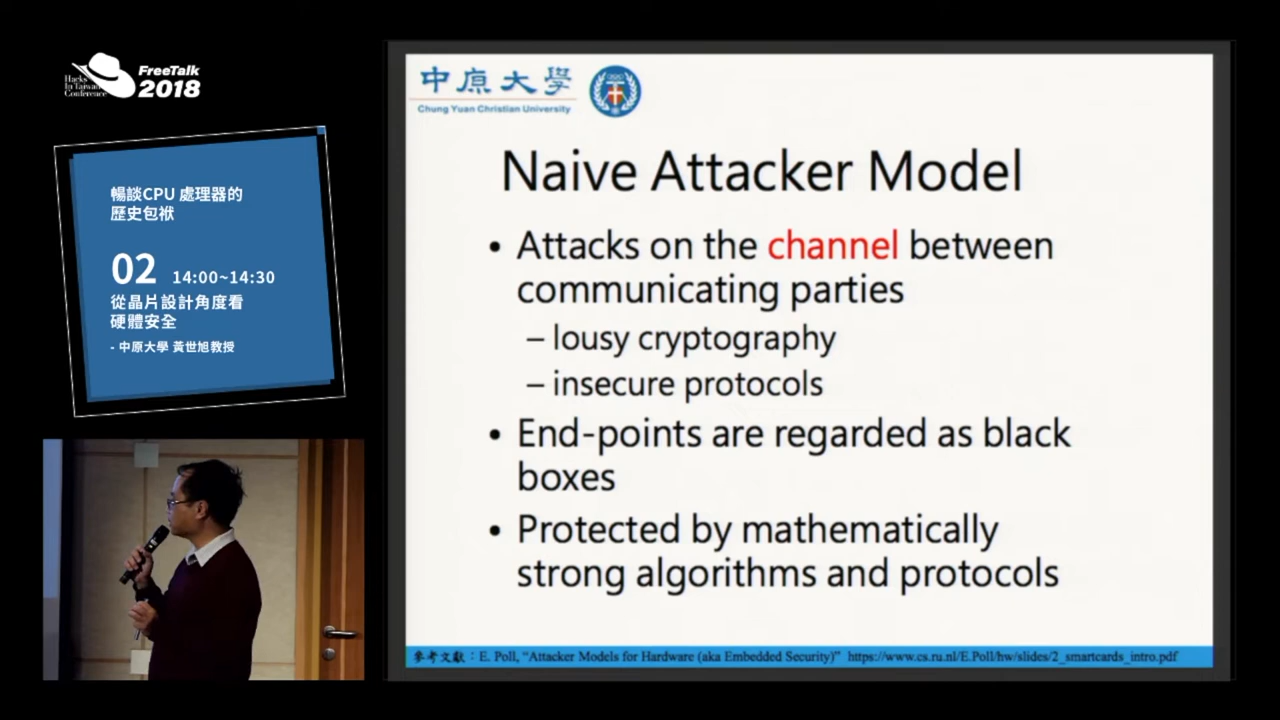 Hacks
In Taiwan
Conference
FreeTalk
2018
暢談CPU 處理器的
歷史包袱
02 14:00~14:30
從晶片設計角度看
硬體安全
- 中原大學 黃世旭教授
中原大學
Chung Yuan Christian University
Naive Attacker Model
• Attacks on the channel between
communicating parties
– lousy cryptography
– insecure protocols
• End-points are regarded as black
boxes
• Protected by mathematically
strong algorithms and protocols
參考文獻：E. Poll, “Attacker Models for Hardware (aka Embedded Security)” https://www.cs.ru.nl/E.Poll/hw/slides/2_smartcards_intro.pdf